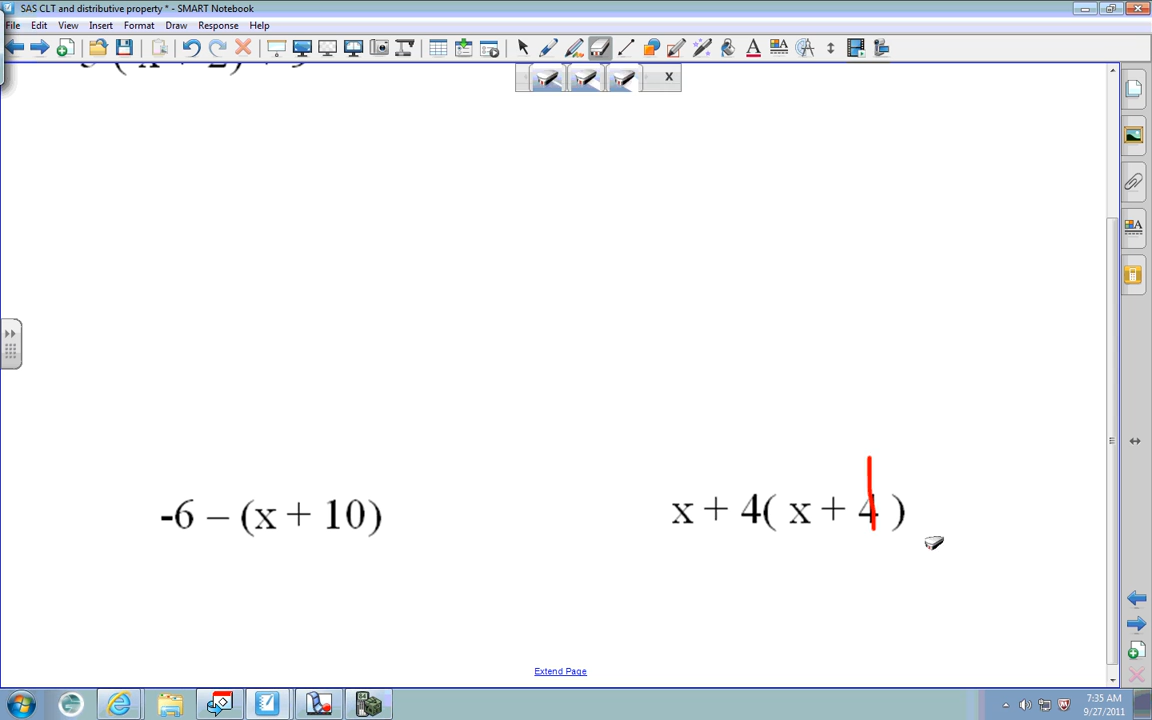 SAS CLT and distributive property * - SMART Notebook
File Edit View Insert Format Draw Response Help
x
-6 – (x + 10)
x + 4( x + 4 )
Extend Page
7:35 AM
9/27/2011